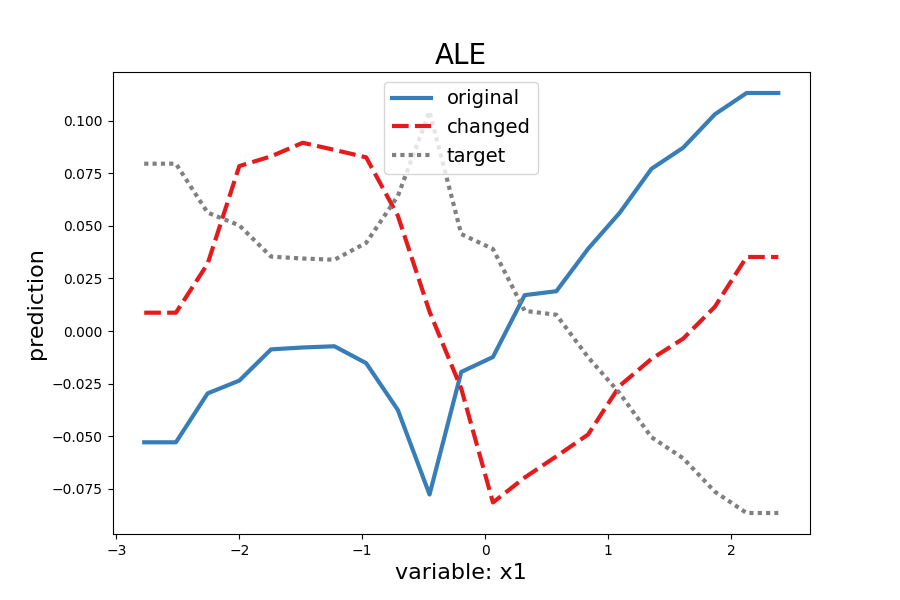 ALE
original
changed
target
prediction
0.100
0.075
0.050
0.025
0.000
−0.025
−0.050
−0.075
−3 −2 −1 0 1 2
variable: x1